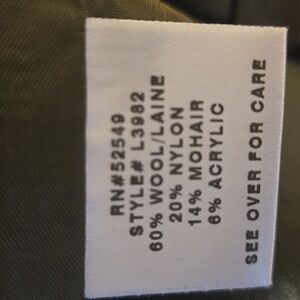 RN#52549
STYLE# L3982
60% WOOL/LAINE
20% NYLON
14% MOHAIR
6% ACRYLIC
SEE OVER FOR CARE